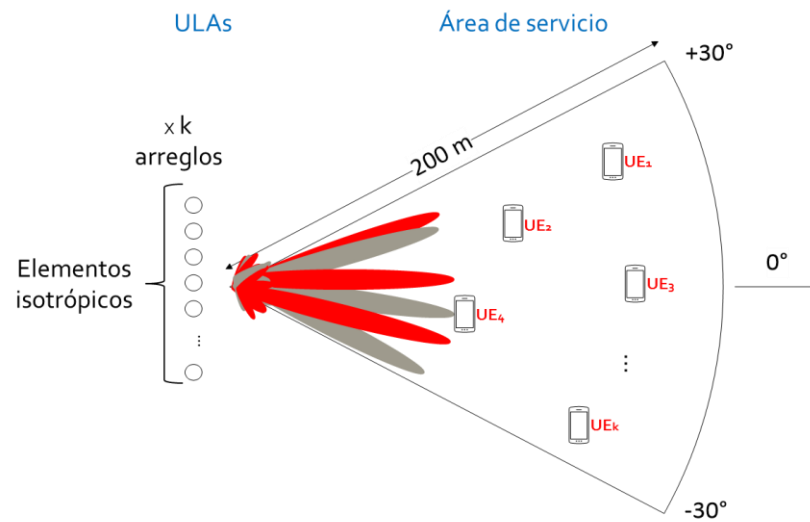 ULAs
Área de servicio
+30°
x k
arreglos
200 m
UE₁
UE₂
Elementos
isotrópicos
0°
UE₃
UE₄
...
...
UEk
-30°